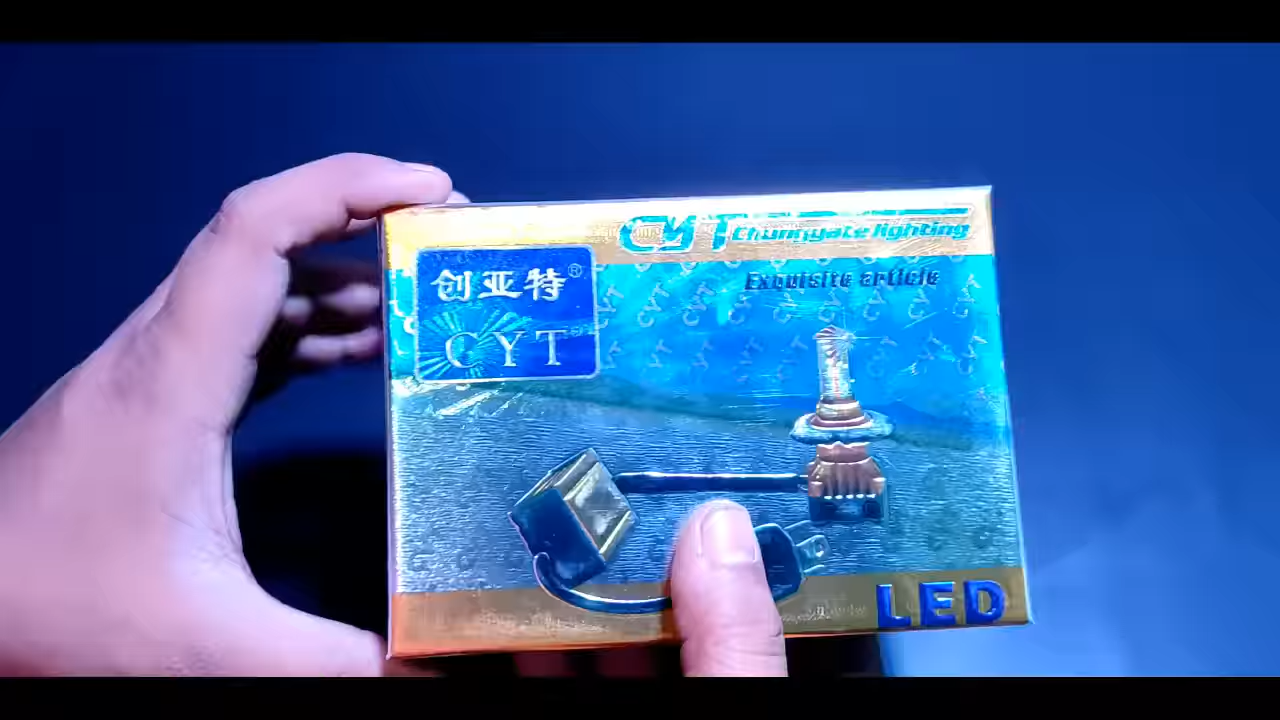 CYT Chuangyate lighting
Exquisite article
创亚特®
CYT
LED